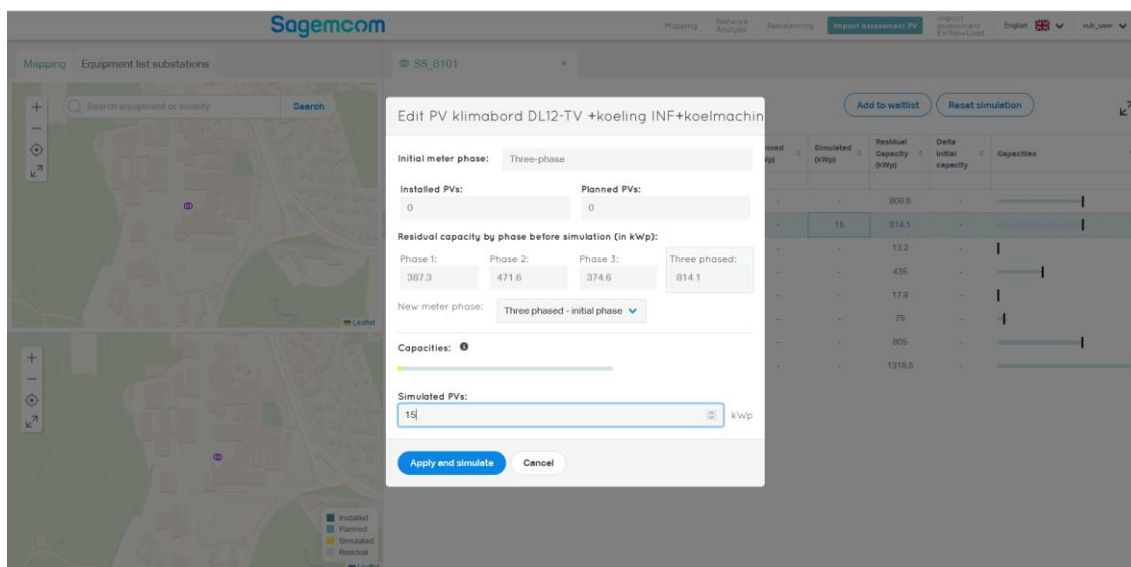 Sagemcom
Mapping
Network Analysis
Rebalancing
Impact assessment PV
Impact assessment EV/NewLoad
English
sub_user
Mapping
Equipment list substations
SS_8101
×
+
−
Search equipment or locality
Search
Leaflet
+
−
Installed
Planned
Simulated
Residual
Leaflet
Add to waitlist
Reset simulation
Simulated (kWp)
Residual Capacity (kWp)
Delta initial capacity
Capacities
- - 809.8 -
- 15 814.1 -
- - 13.2 -
- - 435 -
- - 17.9 -
- - 75 -
- - 805 -
- - 1318.5 -
Edit PV klimabord DL12-TV +koeling INF+koelmachin
Initial meter phase: Three-phase
Installed PVs: Planned PVs:
0 0
Residual capacity by phase before simulation (in kWp):
Phase 1: Phase 2: Phase 3: Three phased:
387.3 471.6 374.6 814.1
New meter phase: Three phased - initial phase
Capacities:
Simulated PVs:
15 kWp
Apply and simulate Cancel